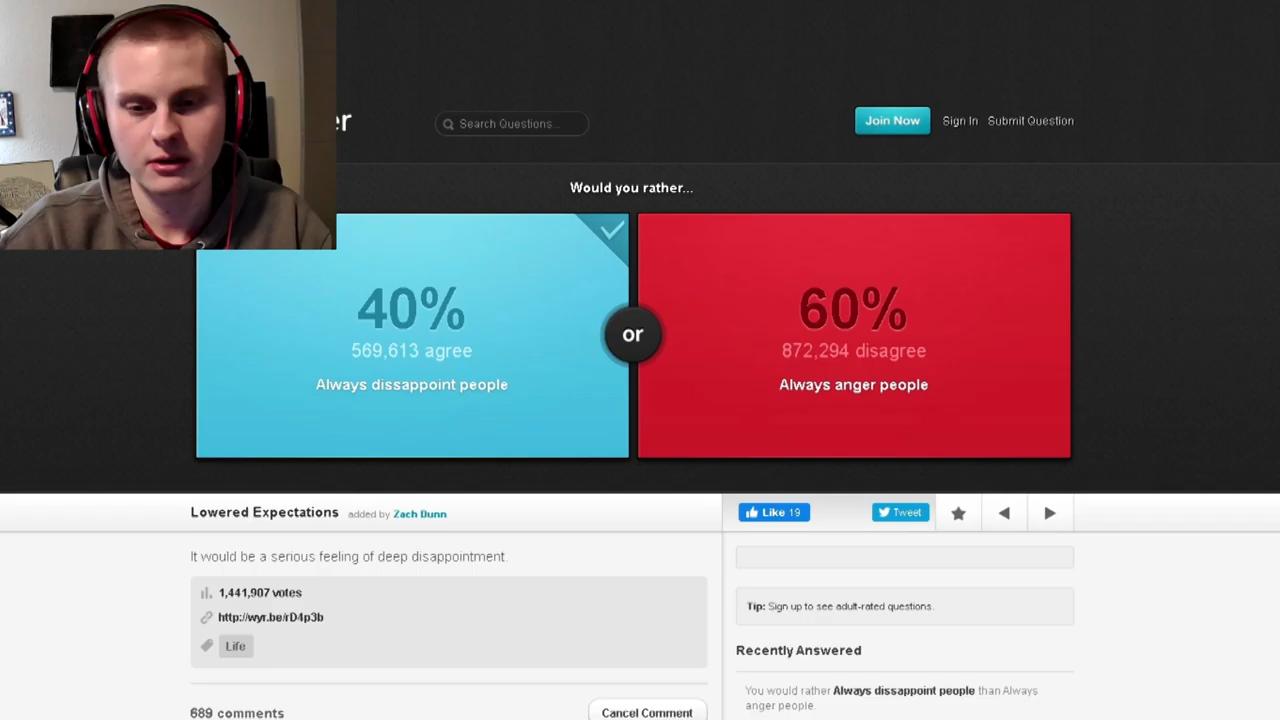 er
Search Questions...
Join Now
Sign In
Submit Question
Would you rather...
40%
569,613 agree
Always dissappoint people
or
60%
872,294 disagree
Always anger people
Lowered Expectations added by Zach Dunn
Like 19
Tweet
It would be a serious feeling of deep disappointment.
1,441,907 votes
http://wyr.be/rD4p3b
Life
689 comments
Cancel Comment
Tip: Sign up to see adult-rated questions.
Recently Answered
You would rather Always dissappoint people than Always
anger people.